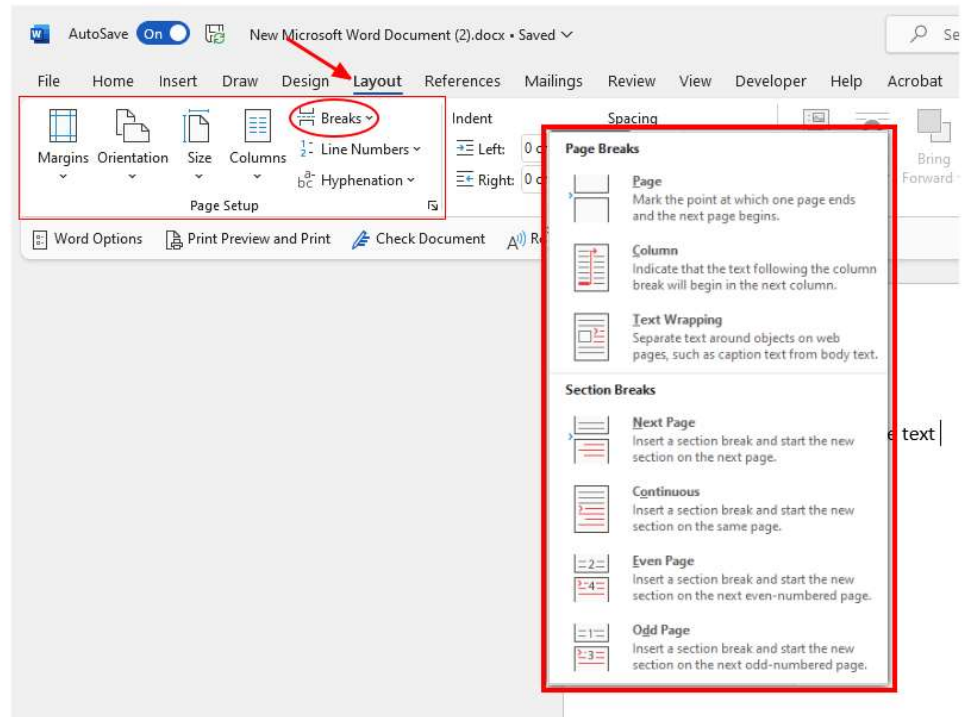 AutoSave On New Microsoft Word Document (2).docx • Saved
File Home Insert Draw Design Layout References Mailings Review View Developer Help Acrobat
Breaks Indent Spacing
Margins Orientation Size Columns Line Numbers Left: Bring
Hyphenation Right: Forward
Page Setup
Word Options Print Preview and Print Check Document
Page Breaks
Page
Mark the point at which one page ends
and the next page begins.
Column
Indicate that the text following the column
break will begin in the next column.
Text Wrapping
Separate text around objects on web
pages, such as caption text from body text.
Section Breaks
Next Page
Insert a section break and start the new
section on the next page.
text
Continuous
Insert a section break and start the new
section on the same page.
Even Page
Insert a section break and start the new
section on the next even-numbered page.
Odd Page
Insert a section break and start the new
section on the next odd-numbered page.